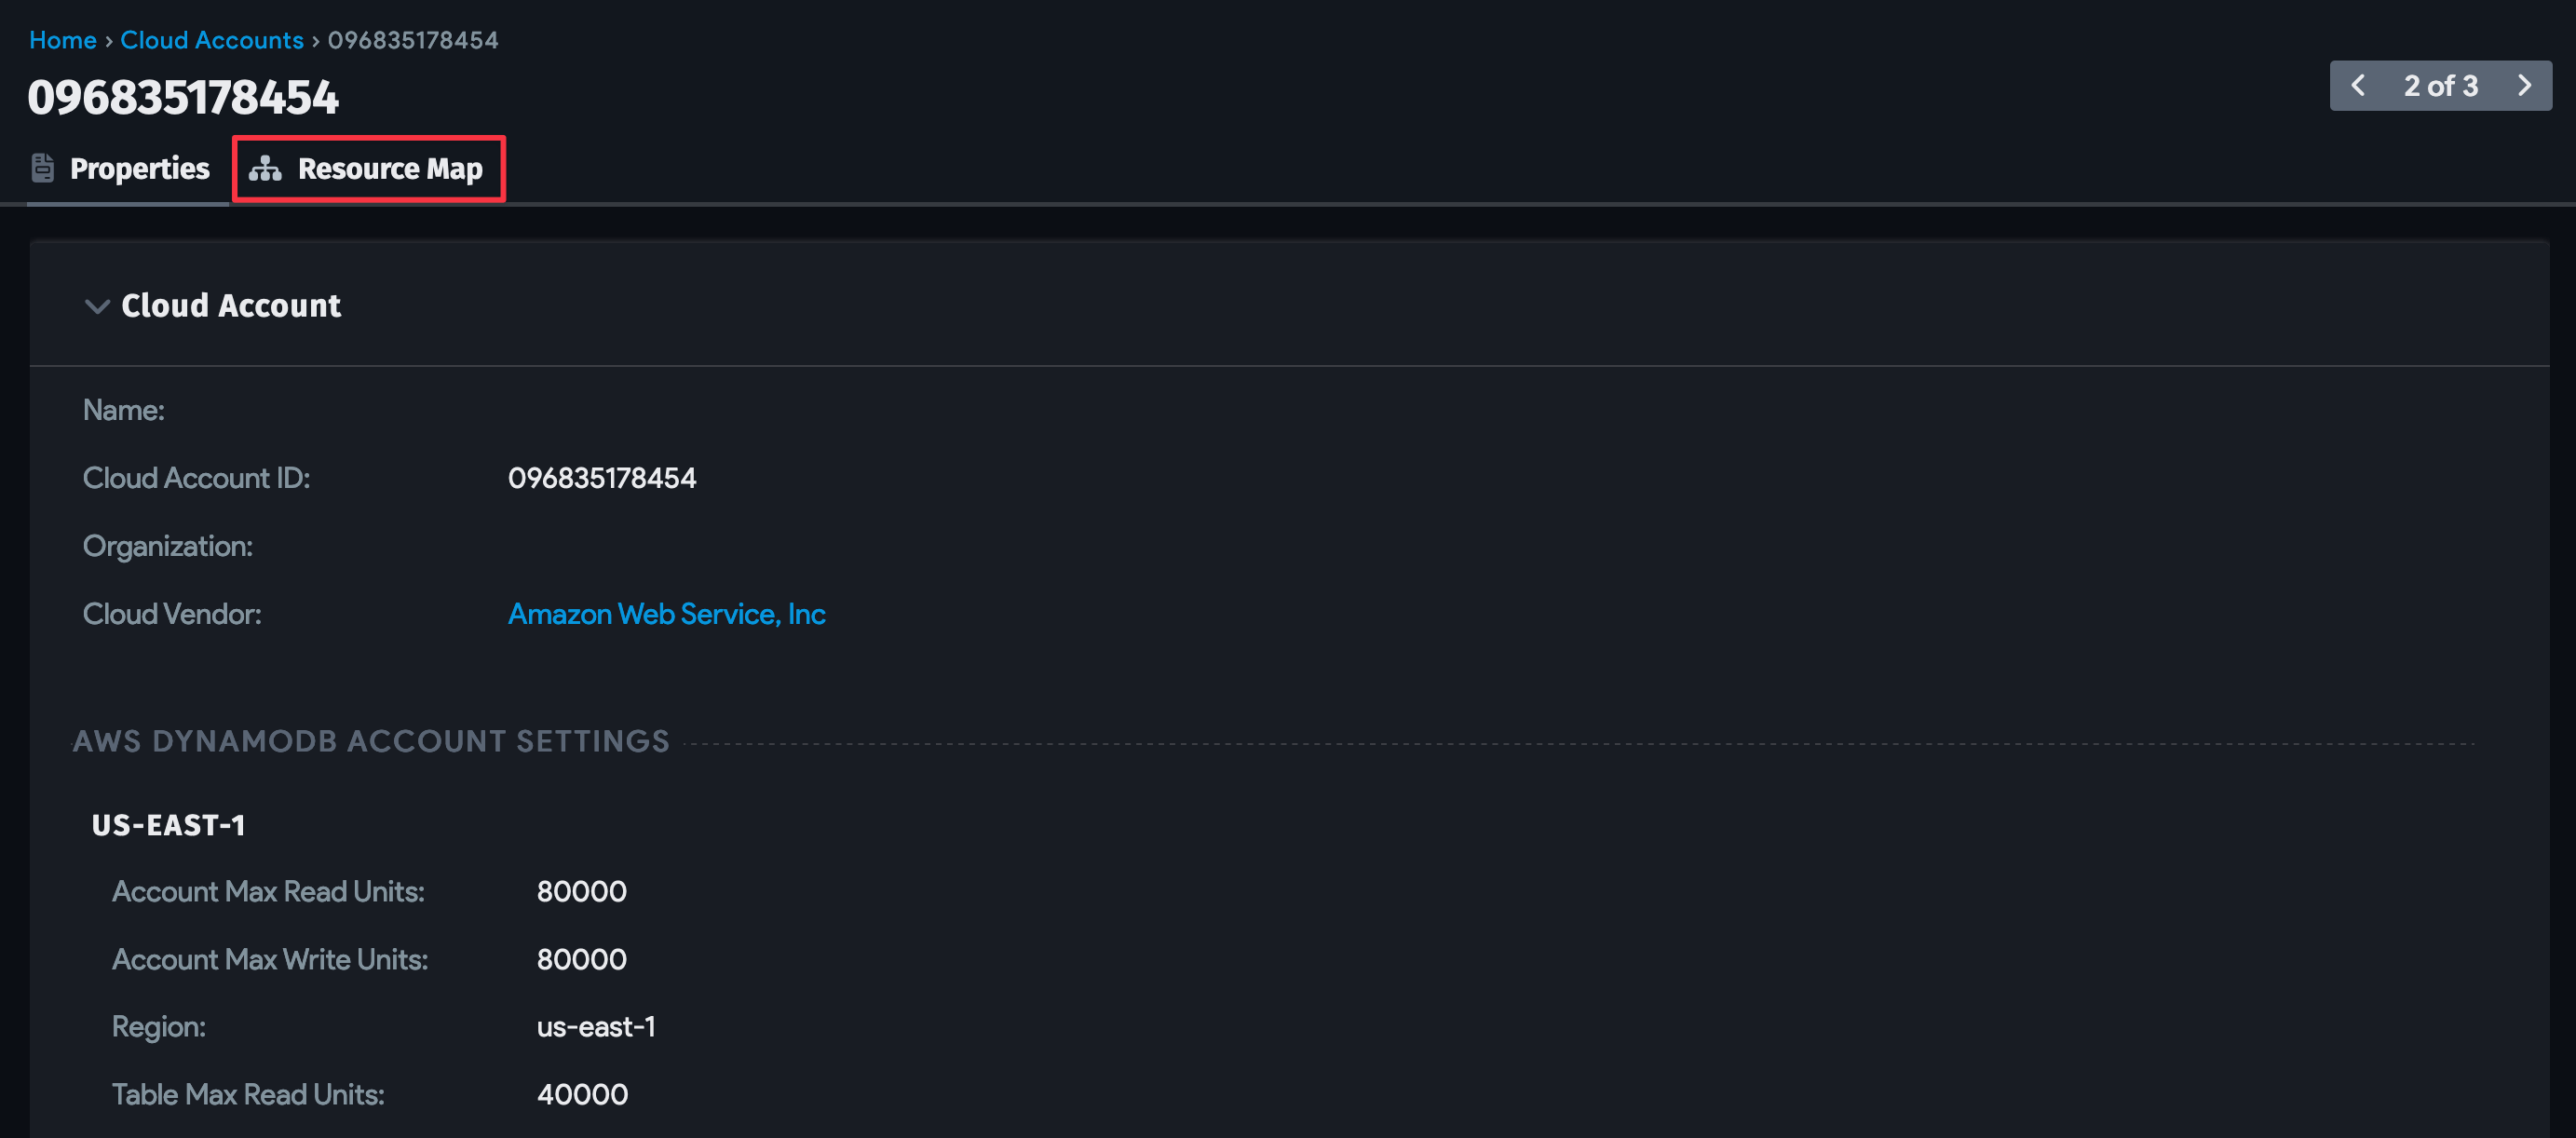 Home › Cloud Accounts › 096835178454
096835178454
2 of 3
Properties
Resource Map
Cloud Account
Name:
Cloud Account ID: 096835178454
Organization:
Cloud Vendor: Amazon Web Service, Inc
AWS DYNAMODB ACCOUNT SETTINGS
US-EAST-1
Account Max Read Units: 80000
Account Max Write Units: 80000
Region: us-east-1
Table Max Read Units: 40000